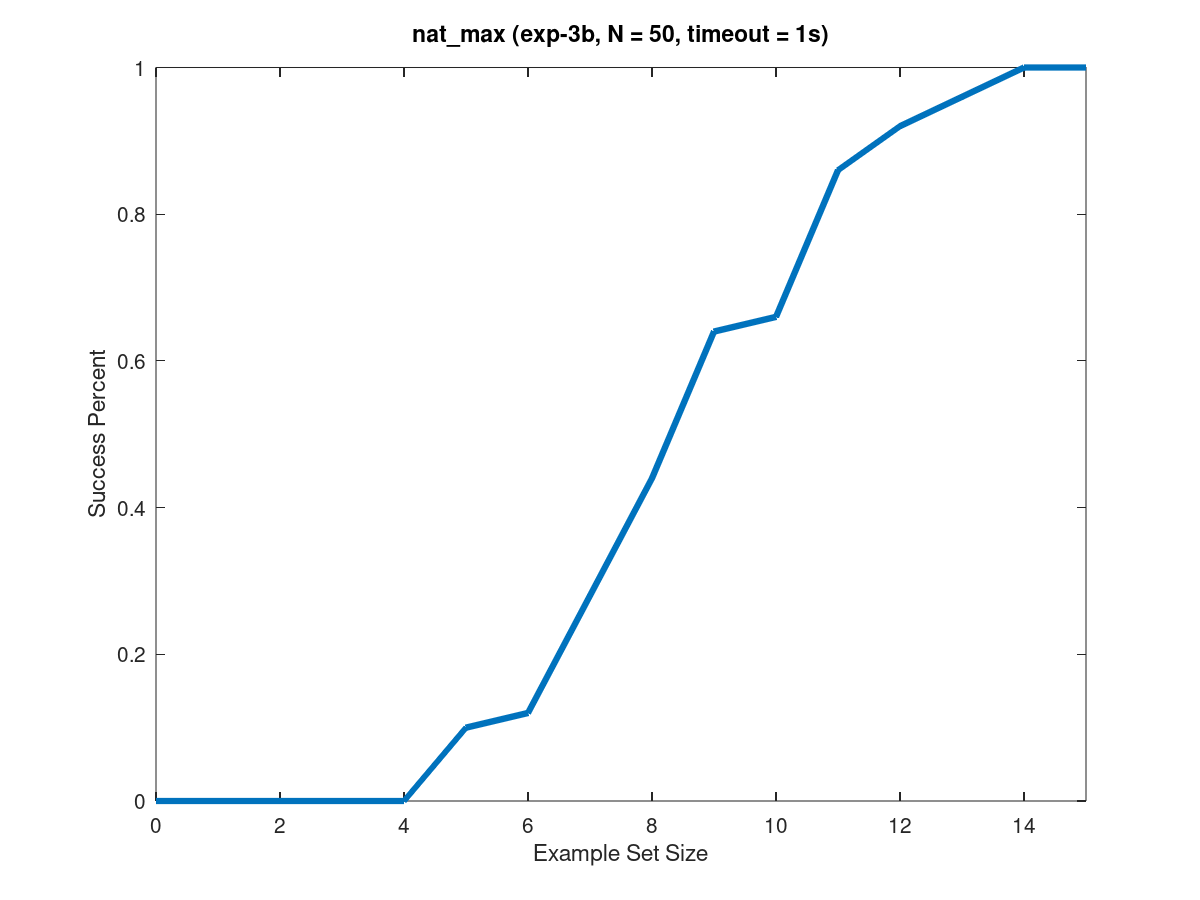 nat_max (exp-3b, N = 50, timeout = 1s)
1
0.8
0.6
0.4
0.2
0
Success Percent
0 2 4 6 8 10 12 14
Example Set Size